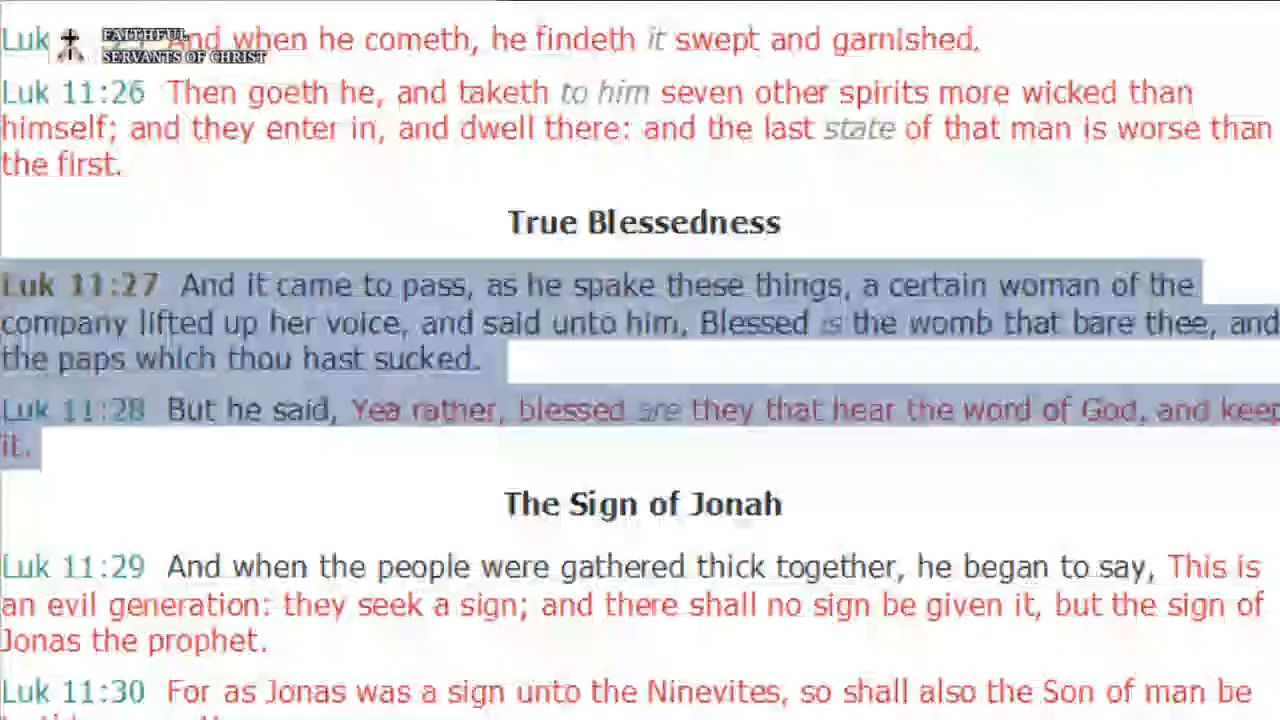 Luk And when he cometh, he findeth it swept and garnished.
FAITHFUL
SERVANTS OF CHRIST
Luk 11:26 Then goeth he, and taketh to him seven other spirits more wicked than
himself; and they enter in, and dwell there: and the last state of that man is worse than
the first.
True Blessedness
Luk 11:27 And it came to pass, as he spake these things, a certain woman of the
company lifted up her voice, and said unto him, Blessed is the womb that bare thee, and
the paps which thou hast sucked.
Luk 11:28 But he said, Yea rather, blessed are they that hear the word of God, and keep
it.
The Sign of Jonah
Luk 11:29 And when the people were gathered thick together, he began to say, This is
an evil generation: they seek a sign; and there shall no sign be given it, but the sign of
Jonas the prophet.
Luk 11:30 For as Jonas was a sign unto the Ninevites, so shall also the Son of man be